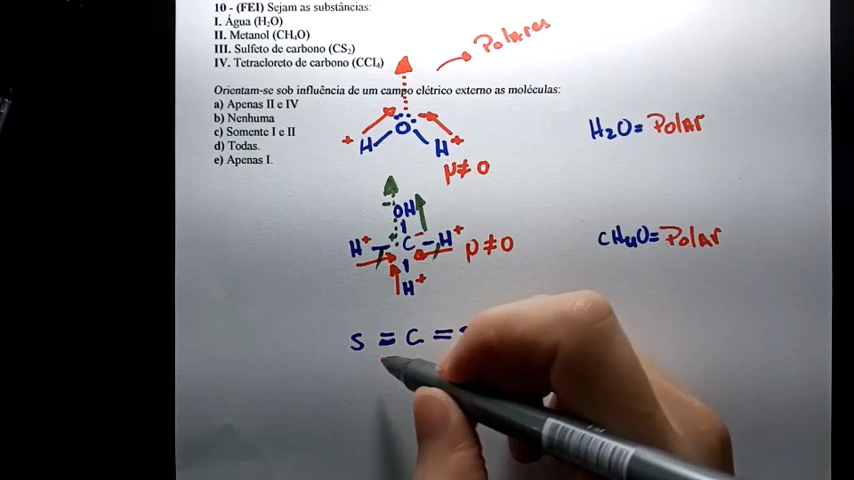 10 - (FEI) Sejam as substâncias:
I. Água (H₂O)
II. Metanol (CH₄O)
III. Sulfeto de carbono (CS₂)
IV. Tetracloreto de carbono (CCl₄)
Polares
Orientam-se sob influência de um campo elétrico externo as moléculas:
a) Apenas II e IV
b) Nenhuma
c) Somente I e II
d) Todas.
e) Apenas I.
O
H₂O = Polar
+ H H +
μ ≠ 0
- OH
H+ - C - - H+
μ ≠ 0
CH₄O = Polar
H+
S = C =